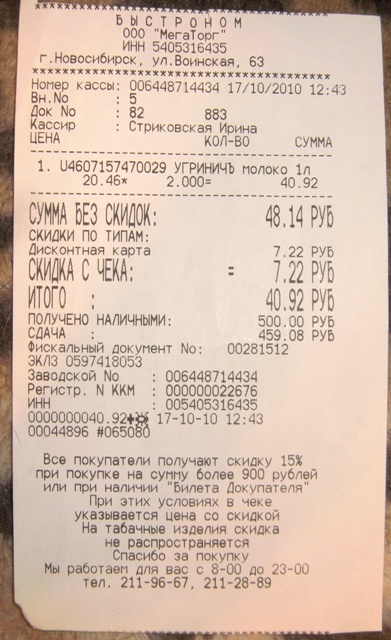 ************************************
БЫСТРОНОМ
ООО "МегаТорг"
ИНН 5405316435
г.Новосибирск, ул.Воинская, 63
************************************
Номер кассы: 006448714434 17/10/2010 12:43
Вн.No : 5
Док No : 82 883
Кассир : Стриковская Ирина
ЦЕНА КОЛ-ВО СУММА
1. U4607157470029 УГРИНИЧЪ молоко 1л
20.46* 2.000= 40.92
СУММА БЕЗ СКИДОК: 48.14 РУБ
СКИДКИ ПО ТИПАМ:
Дисконтная карта 7.22 РУБ
СКИДКА С ЧЕКА: = 7.22 РУБ
ИТОГО : 40.92 РУБ
ПОЛУЧЕНО НАЛИЧНЫМИ: 500.00 РУБ
СДАЧА : 459.08 РУБ
Фискальный документ No: 00281512
ЭКЛЗ 0597418053
Заводской No : 006448714434
Регистр. N ККМ : 000000022676
ИНН : 005405316435
0000000040.92 17-10-10 12:43
00044896 #065080
Все покупатели получают скидку 15%
при покупке на сумму более 900 рублей
или при наличии "Билета Докупателя"
При этих условиях в чеке
указывается цена со скидкой
На табачные изделия скидка
не распространяется
Спасибо за покупку
Мы работаем для вас с 8-00 до 23-00
тел. 211-96-67, 211-28-89